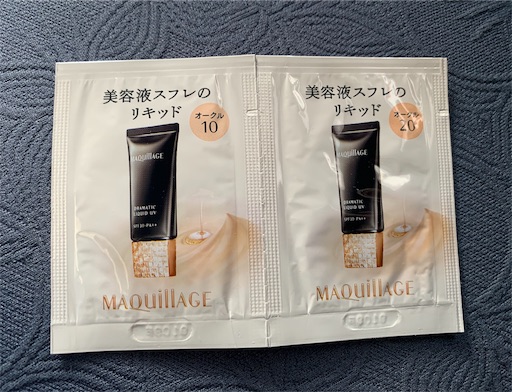 美容液スフレの
リキッド
オークル
10
MAQuillAGE
DRAMATIC
LIQUID UV
MAQuillAGE
美容液スフレの
リキッド
オークル
20
MAQuillAGE
DRAMATIC
LIQUID UV
MAQuillAGE